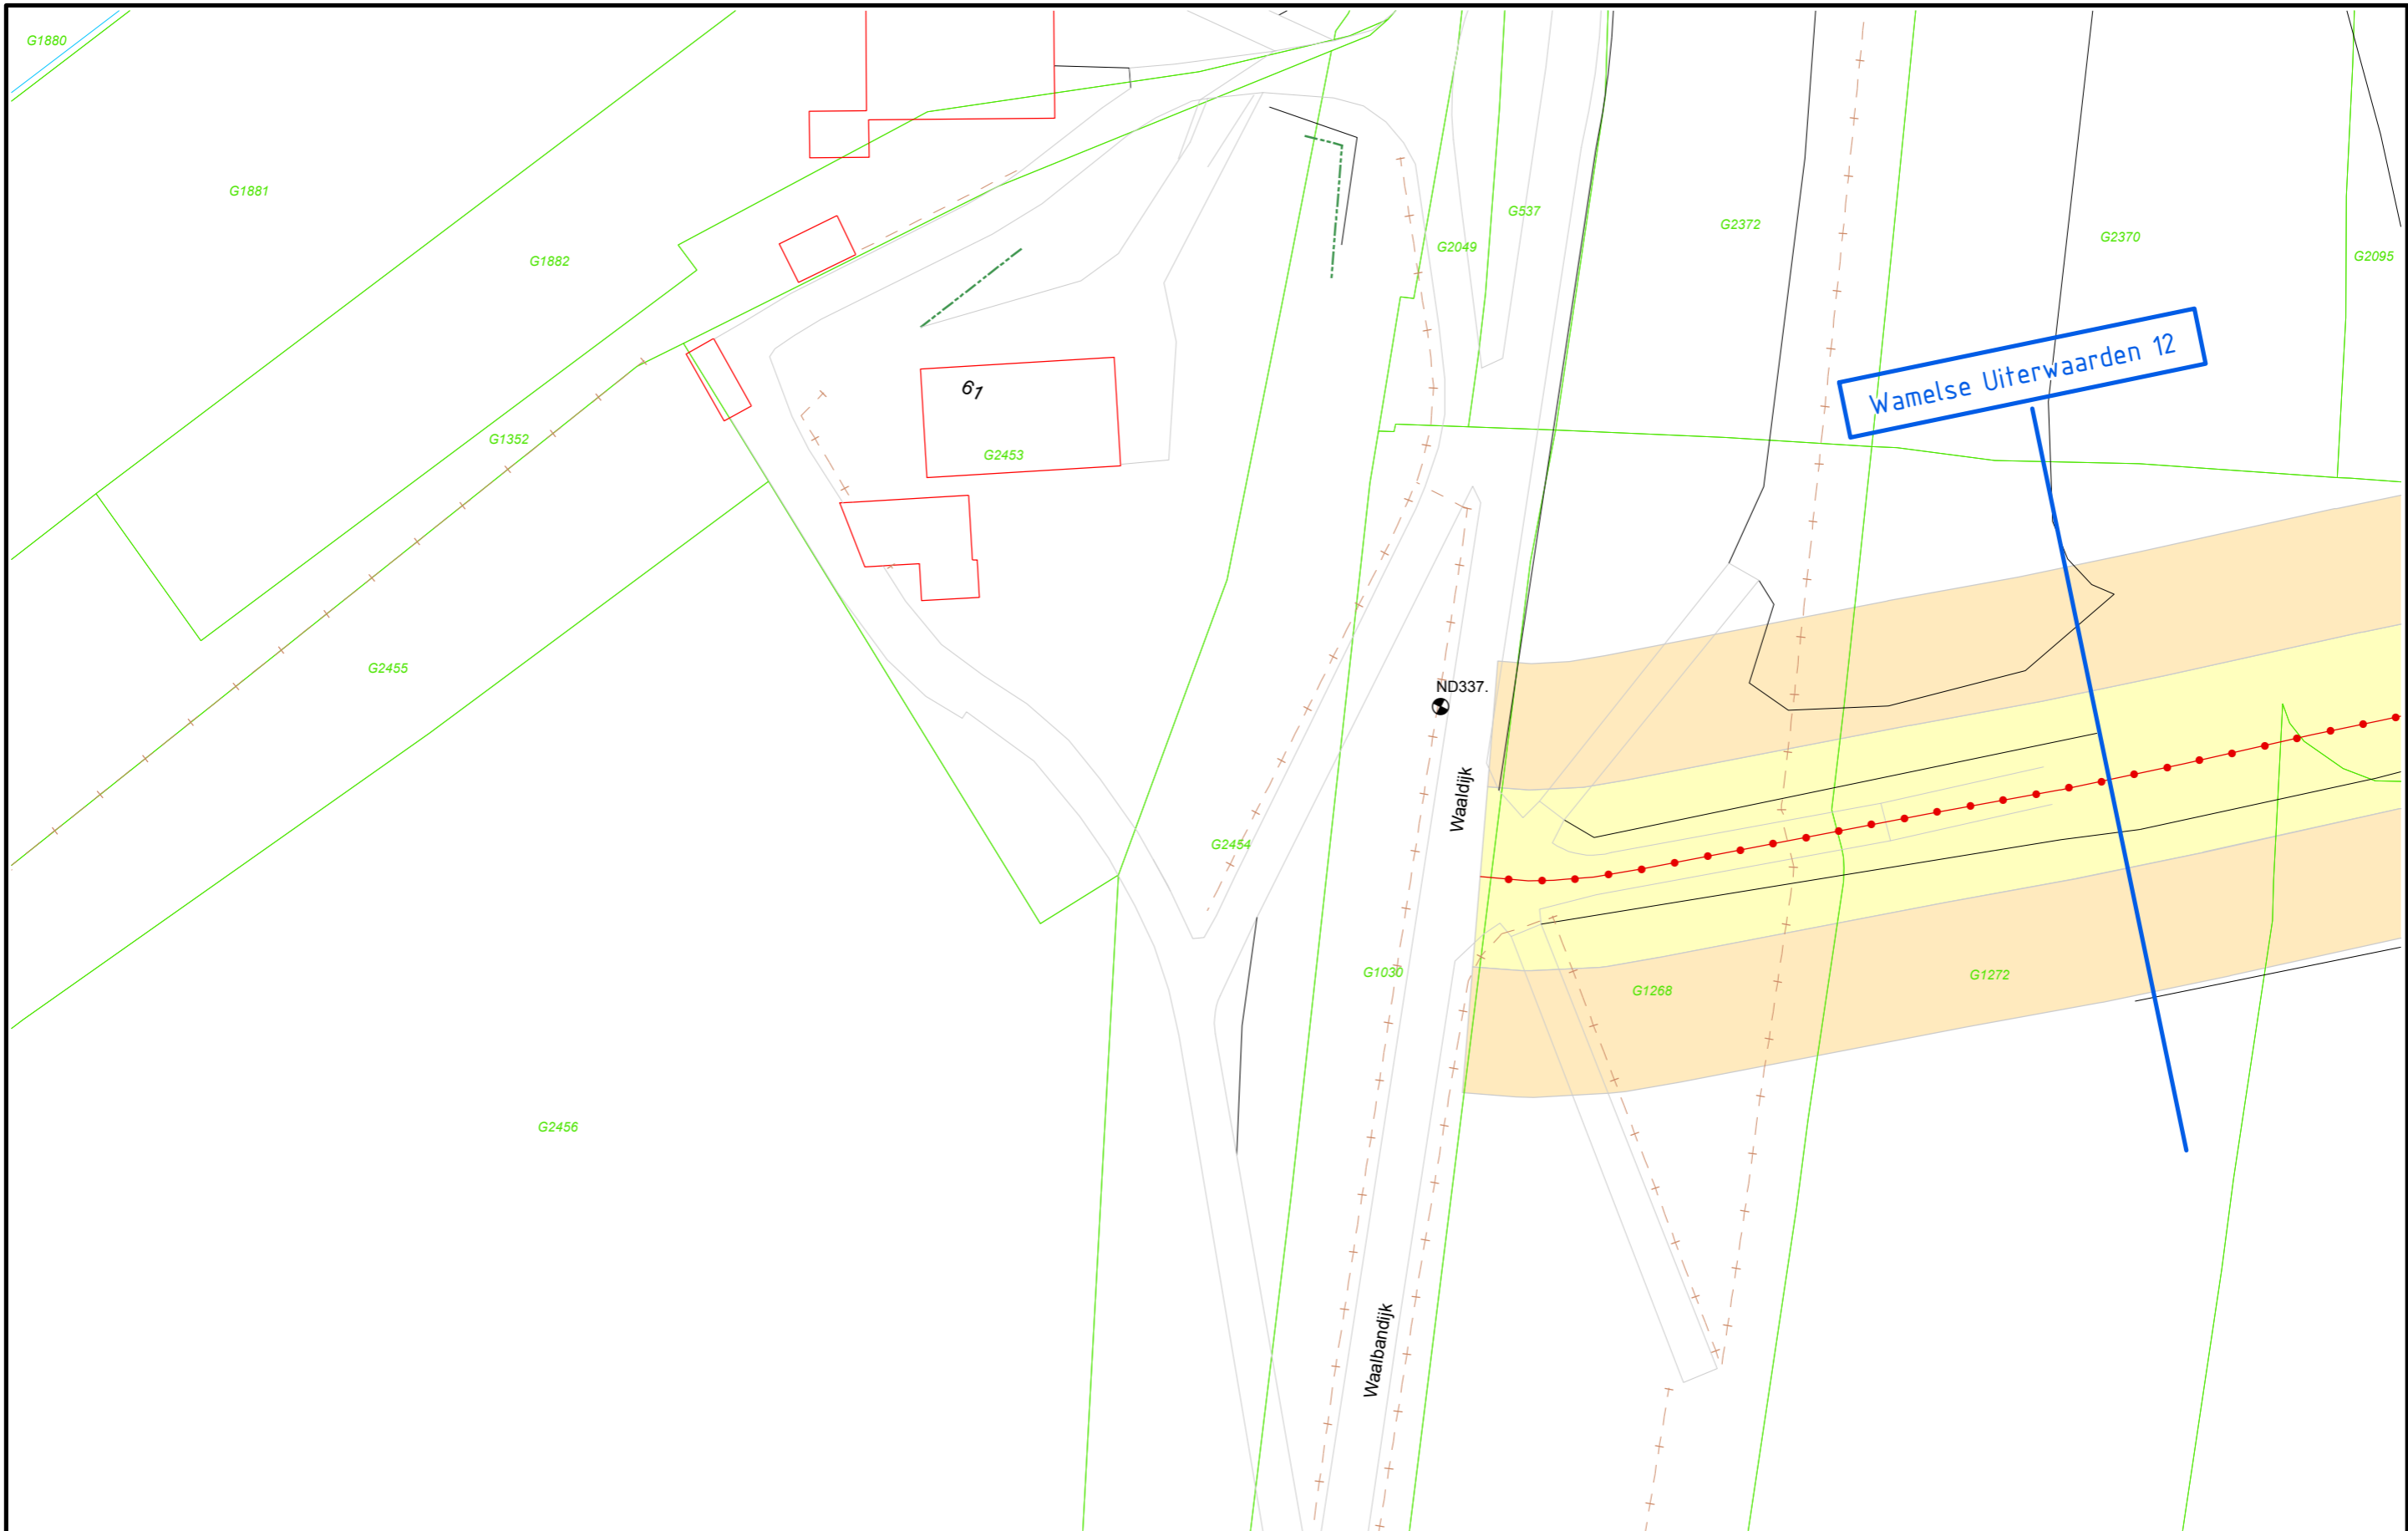 G1880
G1881
G1882
G537
G2049
G2372
G2370
G2095
Wamelse Uiterwaarden 12
61
G1352
G2453
G2455
ND337.
Waaldijk
G2454
G1030
G1268
G1272
G2456
Waalbandijk